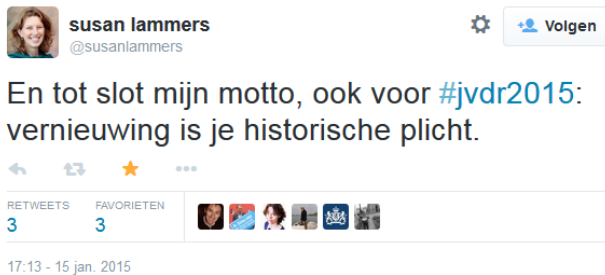 susan lammers
@susanlammers
Volgen
En tot slot mijn motto, ook voor #jvdr2015:
vernieuwing is je historische plicht.
RETWEETS
FAVORIETEN
3
3
17:13 - 15 jan. 2015